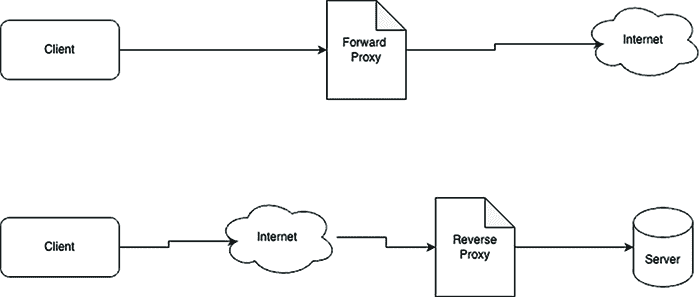 Client
Forward
Proxy
Internet
Client
Internet
Reverse
Proxy
Server